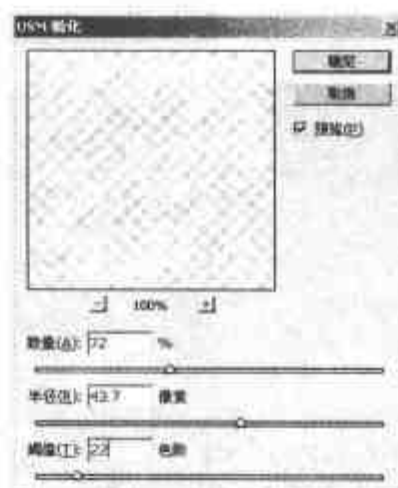 USM 锐化
确定
取消
预览(P)
- 100% +
数量(A): 72 %
半径(R): 43.7 像素
阈值(T): 22 色阶